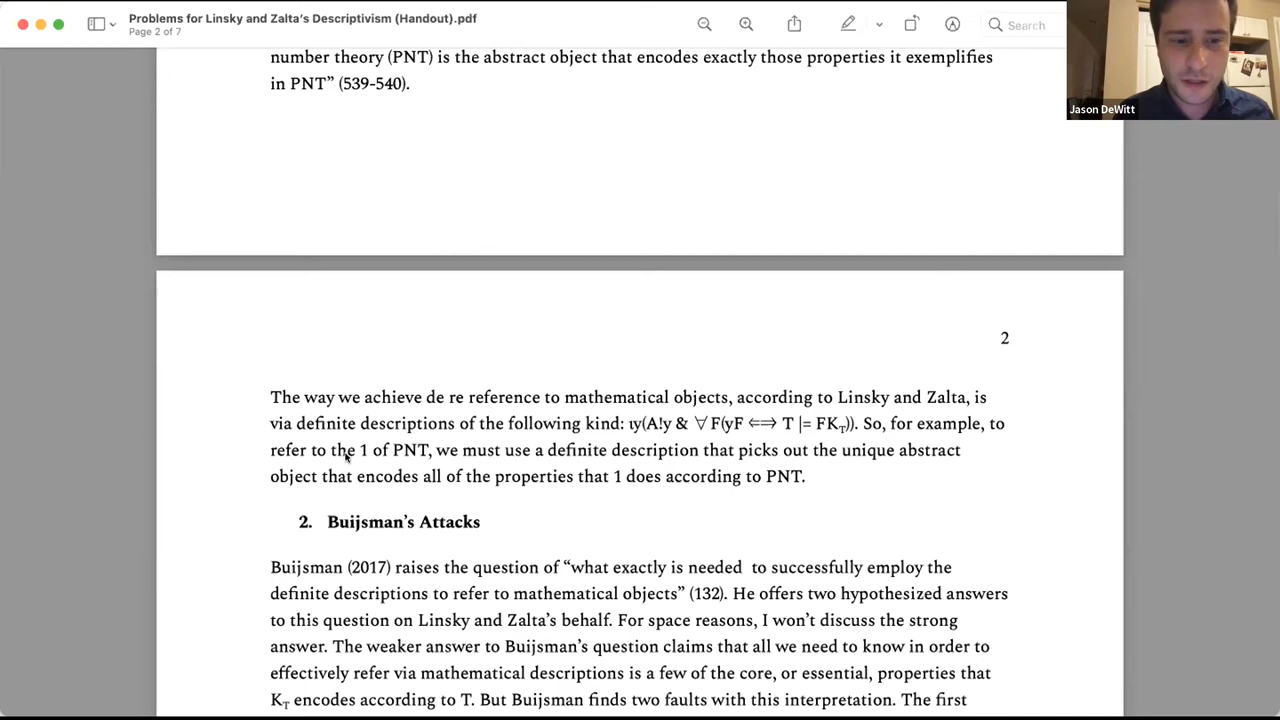 Problems for Linsky and Zalta's Descriptivism (Handout).pdf
Page 2 of 7
Search
Jason DeWitt
number theory (PNT) is the abstract object that encodes exactly those properties it exemplifies
in PNT” (539-540).
2
The way we achieve de re reference to mathematical objects, according to Linsky and Zalta, is
via definite descriptions of the following kind: ιy(A!y & ∀F(yF ⟺ T |= FK_T)). So, for example, to
refer to the 1 of PNT, we must use a definite description that picks out the unique abstract
object that encodes all of the properties that 1 does according to PNT.
2. Buijsman’s Attacks
Buijsman (2017) raises the question of “what exactly is needed to successfully employ the
definite descriptions to refer to mathematical objects” (132). He offers two hypothesized answers
to this question on Linsky and Zalta’s behalf. For space reasons, I won’t discuss the strong
answer. The weaker answer to Buijsman’s question claims that all we need to know in order to
effectively refer via mathematical descriptions is a few of the core, or essential, properties that
K_T encodes according to T. But Buijsman finds two faults with this interpretation. The first